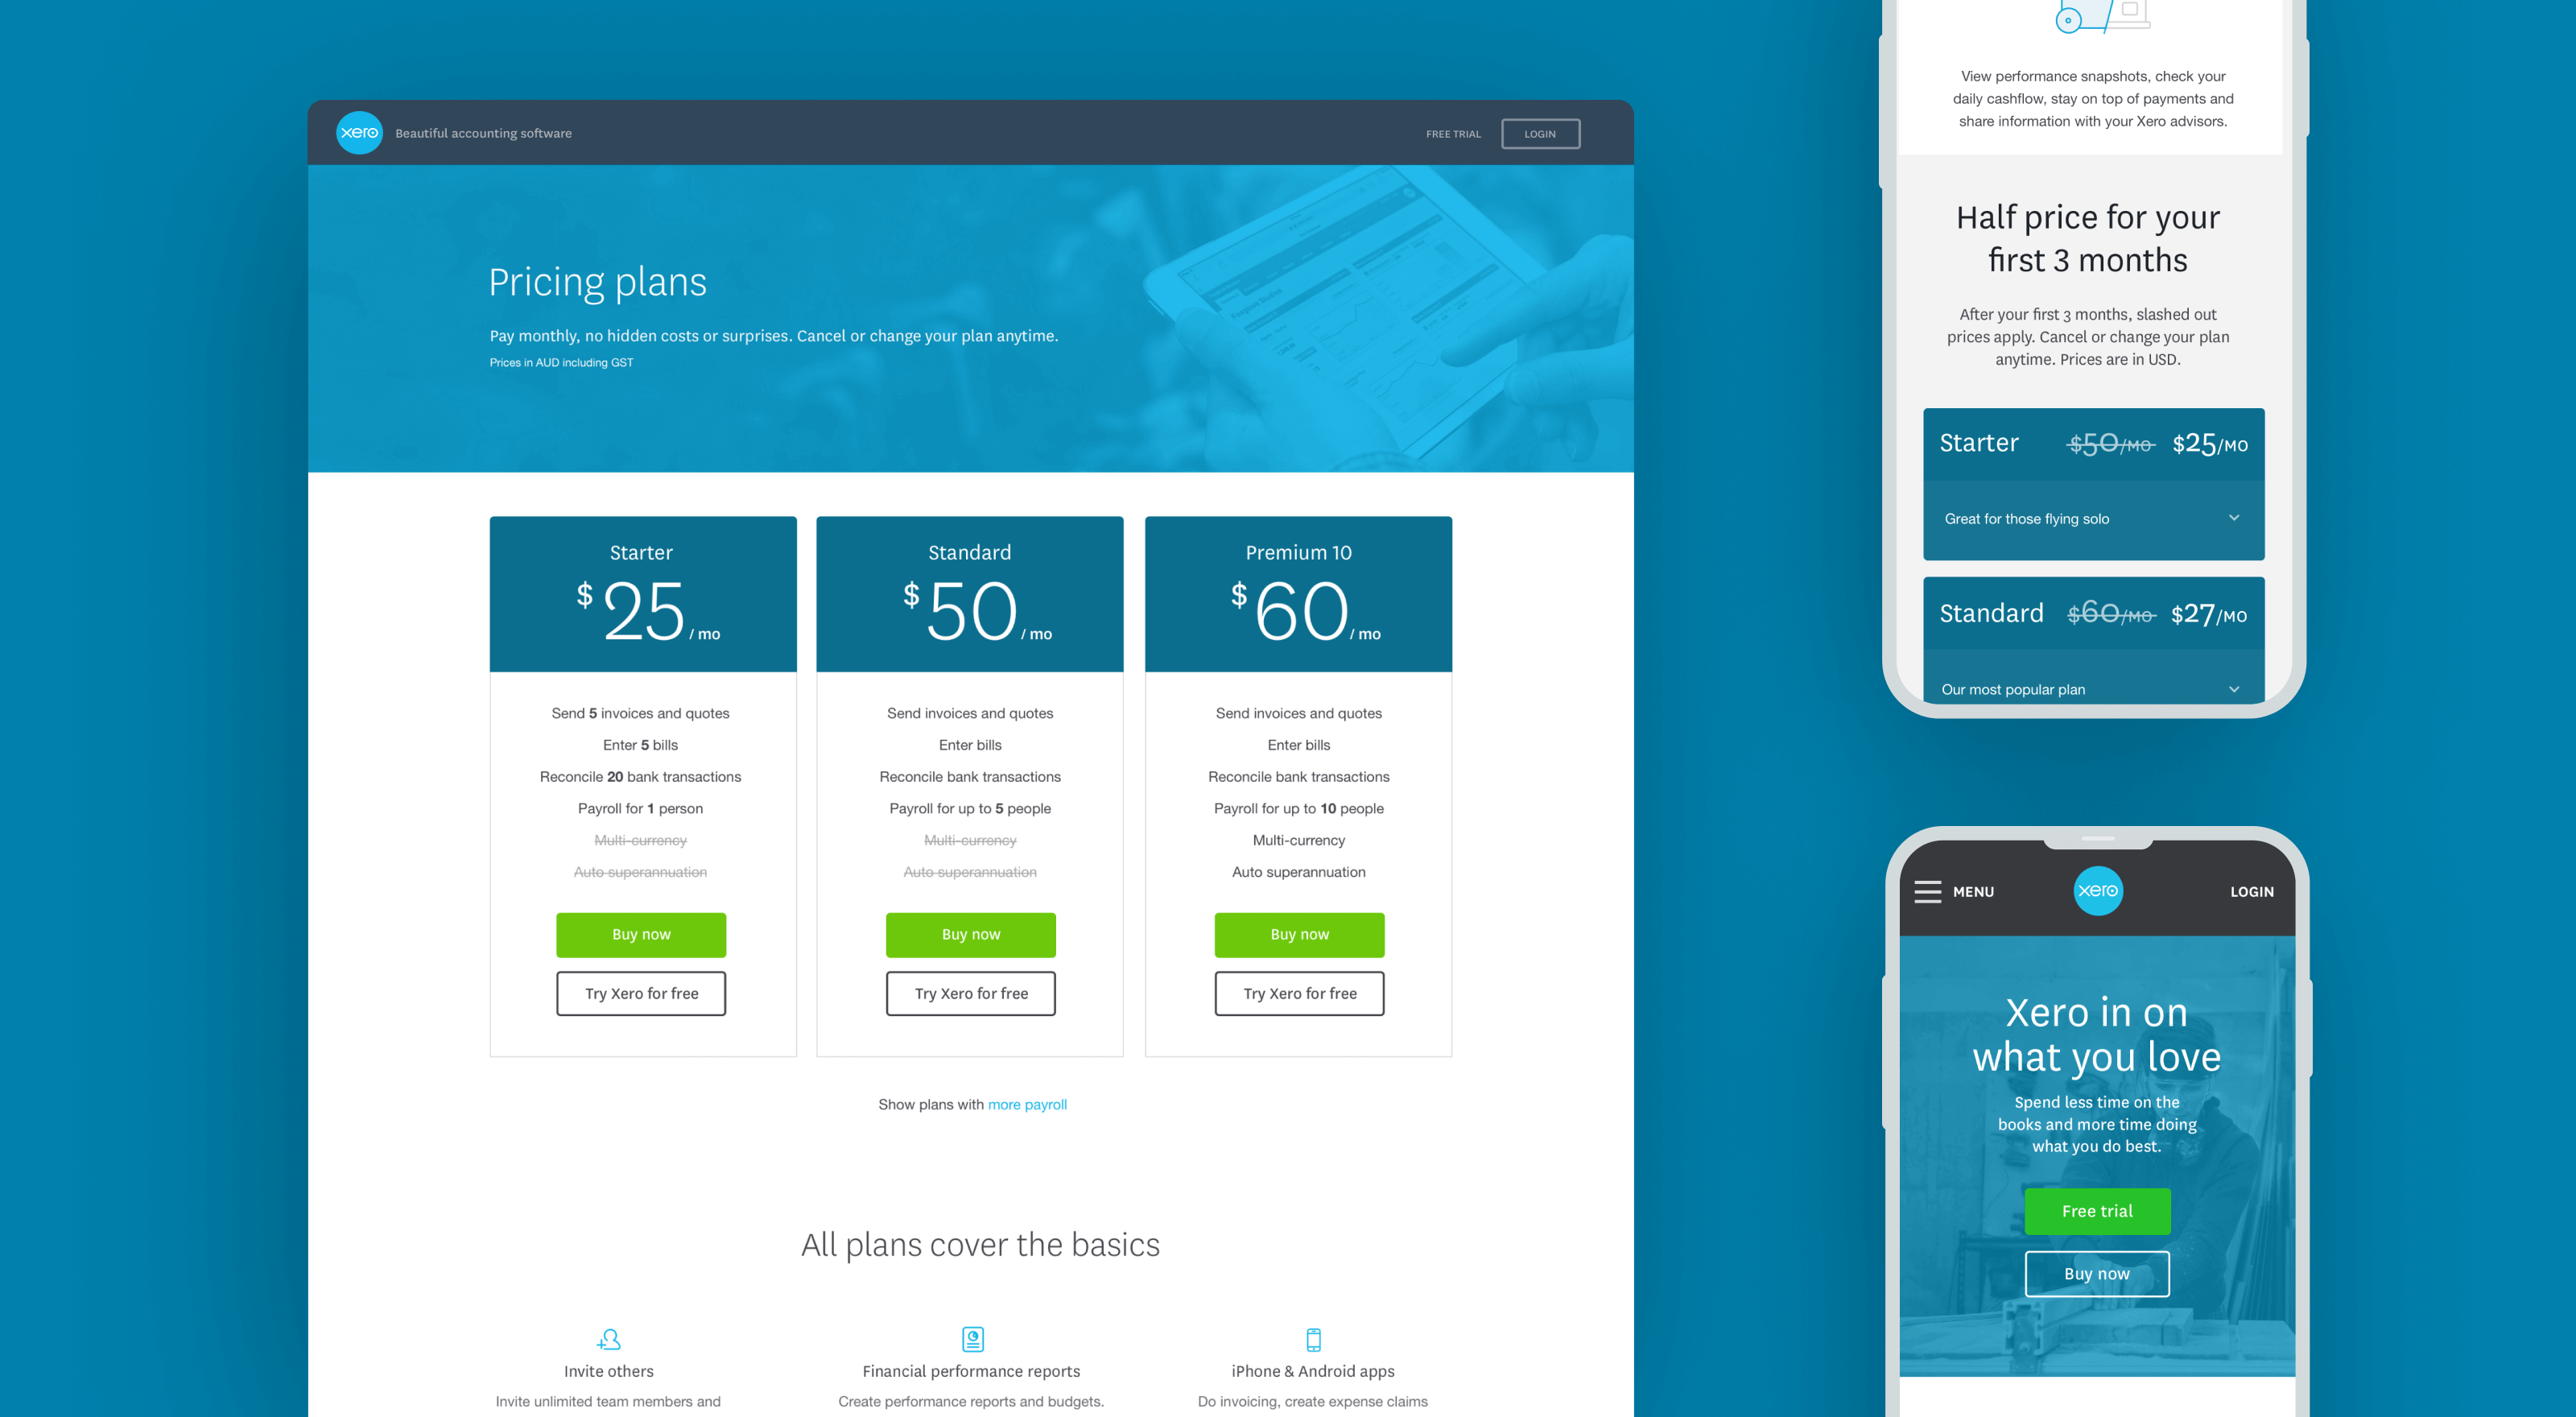 xero
Beautiful accounting software
FREE TRIAL
LOGIN
Pricing plans
Pay monthly, no hidden costs or surprises. Cancel or change your plan anytime.
Prices in AUD including GST
Starter
$25/ mo
Send 5 invoices and quotes
Enter 5 bills
Reconcile 20 bank transactions
Payroll for 1 person
Multi-currency
Auto superannuation
Buy now
Try Xero for free
Standard
$50/ mo
Send invoices and quotes
Enter bills
Reconcile bank transactions
Payroll for up to 5 people
Multi-currency
Auto superannuation
Buy now
Try Xero for free
Premium 10
$60/ mo
Send invoices and quotes
Enter bills
Reconcile bank transactions
Payroll for up to 10 people
Multi-currency
Auto superannuation
Buy now
Try Xero for free
Show plans with more payroll
All plans cover the basics
Invite others
Invite unlimited team members and
Financial performance reports
Create performance reports and budgets.
iPhone & Android apps
Do invoicing, create expense claims
View performance snapshots, check your
daily cashflow, stay on top of payments and
share information with your Xero advisors.
Half price for your
first 3 months
After your first 3 months, slashed out
prices apply. Cancel or change your plan
anytime. Prices are in USD.
Starter $50/MO $25/MO
Great for those flying solo
Standard $60/MO $27/MO
Our most popular plan
MENU
xero
LOGIN
Xero in on
what you love
Spend less time on the
books and more time doing
what you do best.
Free trial
Buy now